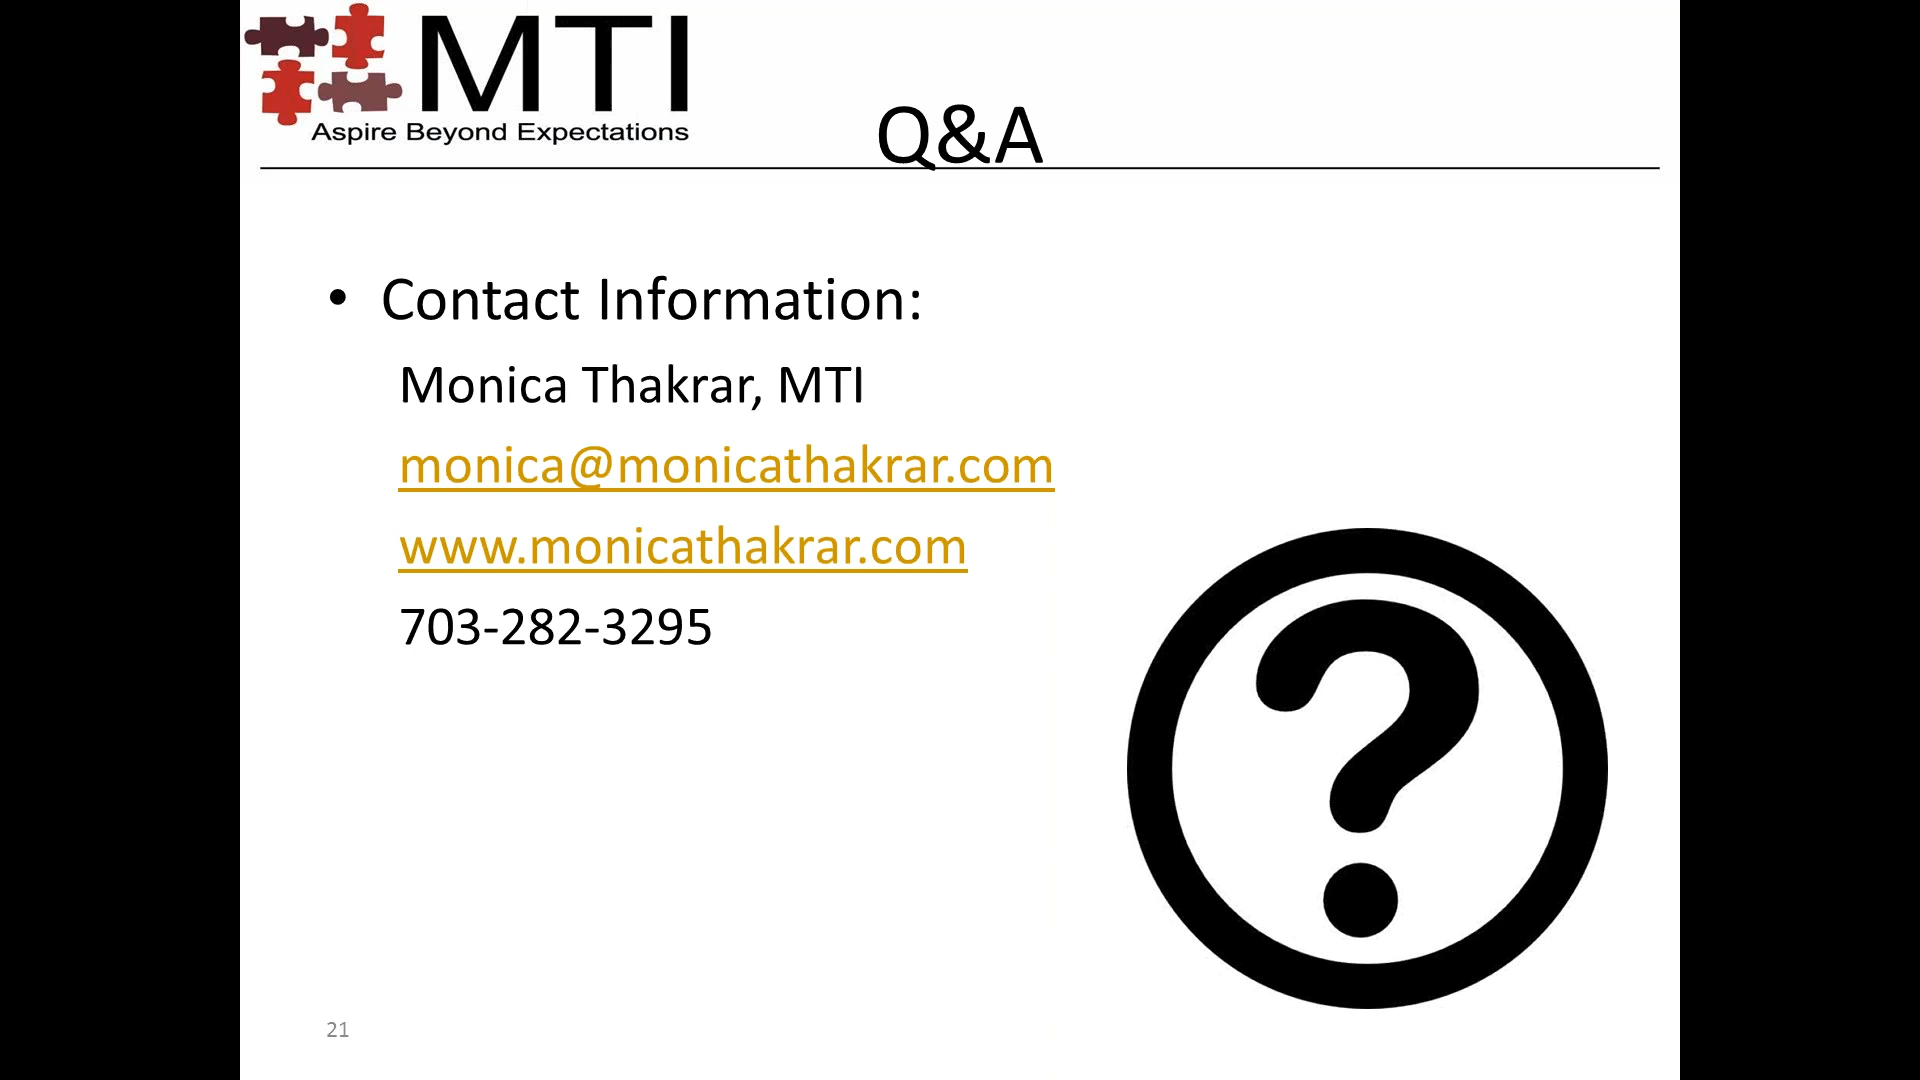 MTI
Aspire Beyond Expectations
Q&A
• Contact Information:
Monica Thakrar, MTI
monica@monicathakrar.com
www.monicathakrar.com
703-282-3295
21